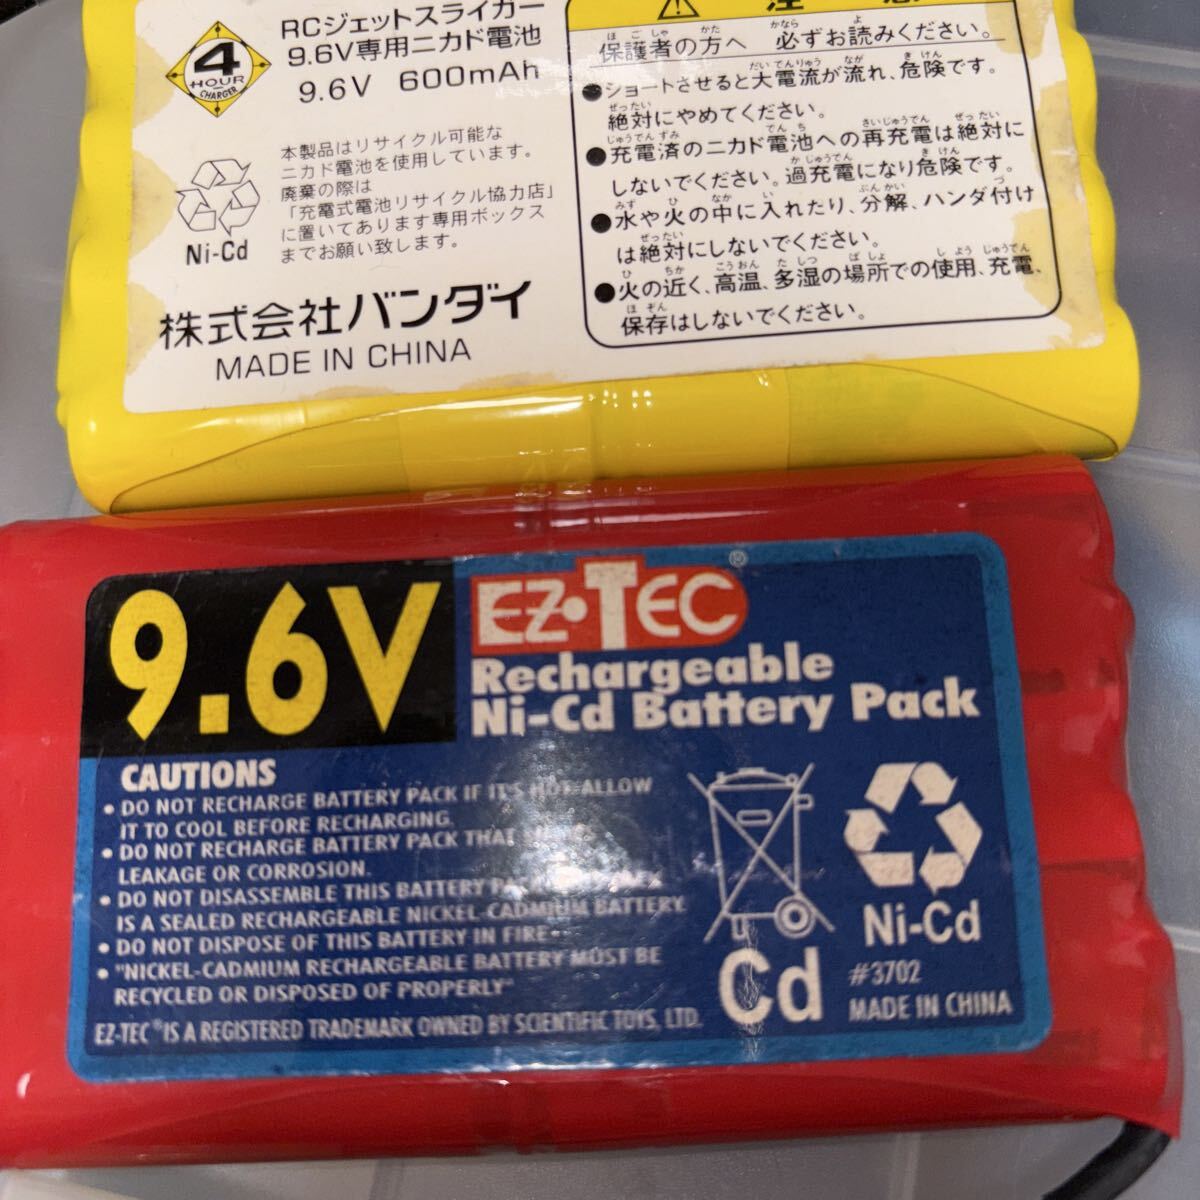 4
HOUR
CHARGER
RCジェットスライガー
9.6V専用ニカド電池
9.6V 600mAh
本製品はリサイクル可能な
ニカド電池を使用しています。
廃棄の際は
「充電式電池リサイクル協力店」
に置いてあります専用ボックス
までお願い致します。
Ni-Cd
株式会社バンダイ
MADE IN CHINA
保護者の方へ 必ずお読みください。
●ショートさせると大電流が流れ、危険です。
絶対にやめてください。
●充電済のニカド電池への再充電は絶対に
しないでください。過充電になり危険です。
●水や火の中に入れたり、分解、ハンダ付け
は絶対にしないでください。
●火の近く、高温、多湿の場所での使用、充電、
保存はしないでください。
9.6V
EZ•TEC®
Rechargeable
Ni-Cd Battery Pack
CAUTIONS
• DO NOT RECHARGE BATTERY PACK IF IT'S HOT. ALLOW
IT TO COOL BEFORE RECHARGING.
• DO NOT RECHARGE BATTERY PACK THAT
LEAKAGE OR CORROSION.
• DO NOT DISASSEMBLE THIS BATTERY
IS A SEALED RECHARGEABLE NICKEL-CADMIUM BATTERY
• DO NOT DISPOSE OF THIS BATTERY IN FIRE
• "NICKEL-CADMIUM RECHARGEABLE BATTERY MUST BE
RECYCLED OR DISPOSED OF PROPERLY"
EZ-TEC® IS A REGISTERED TRADEMARK OWNED BY SCIENTIFIC TOYS, LTD.
Cd
Ni-Cd
#3702
MADE IN CHINA